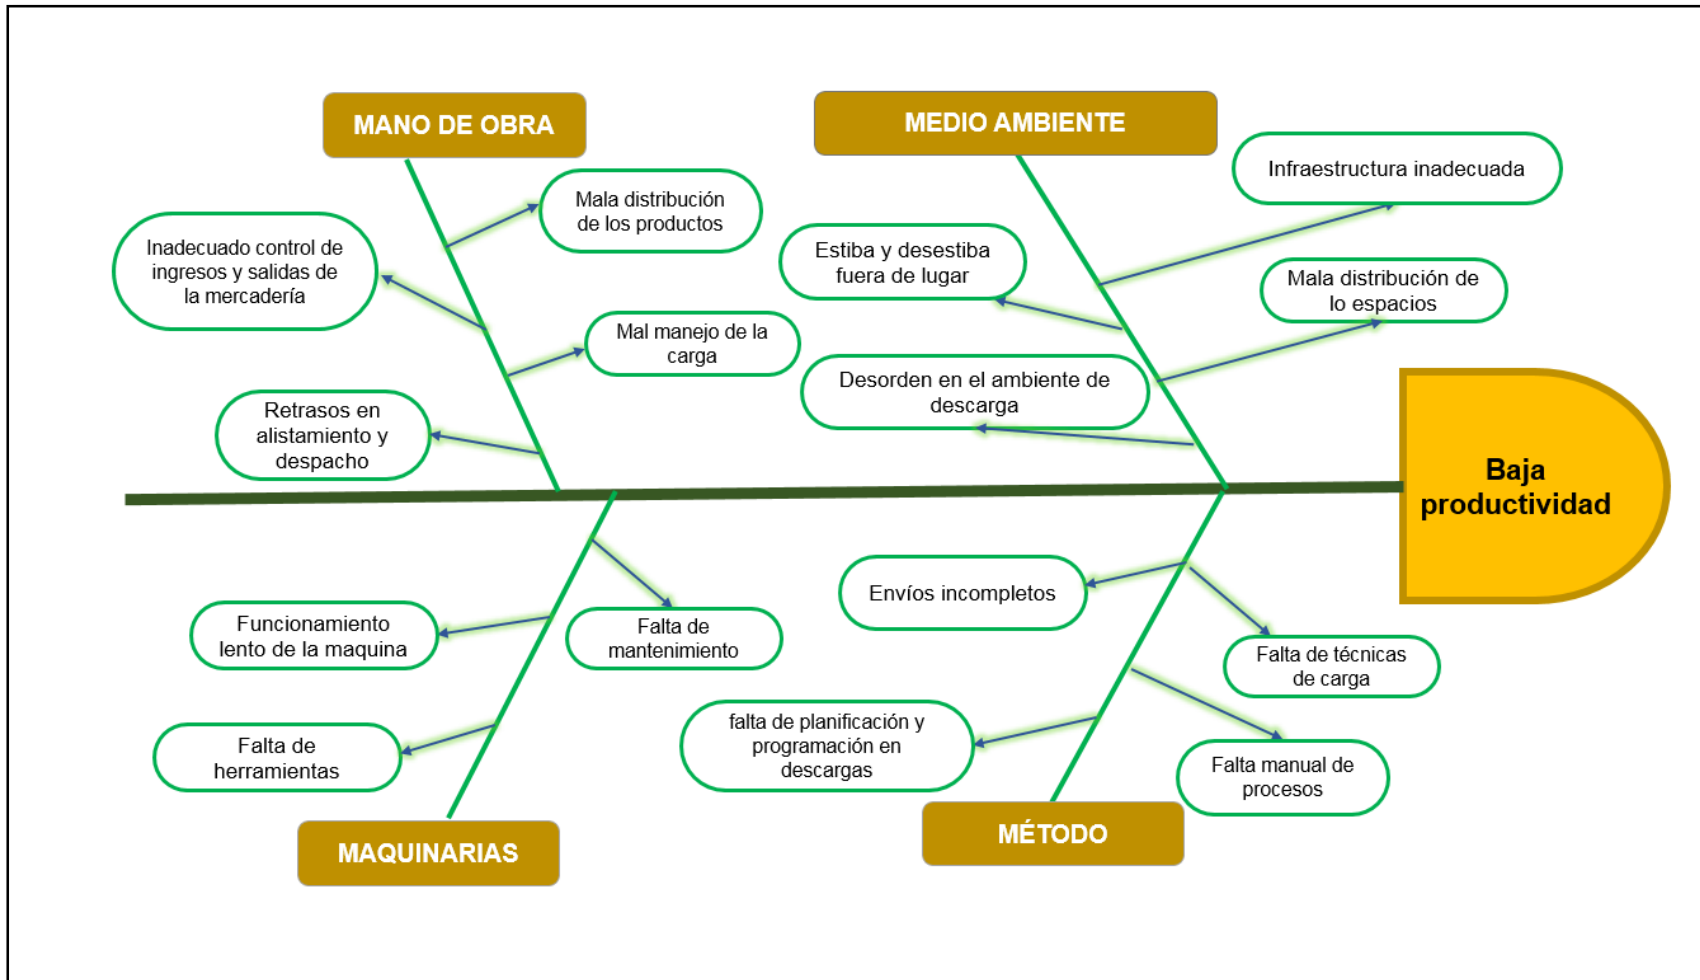 MANO DE OBRA
MEDIO AMBIENTE
Mala distribución
de los productos
Inadecuado control de
ingresos y salidas de
la mercadería
Mal manejo de la
carga
Retrasos en
alistamiento y
despacho
Infraestructura inadecuada
Estiba y desestiba
fuera de lugar
Mala distribución de
lo espacios
Desorden en el ambiente de
descarga
Baja
productividad
Funcionamiento
lento de la maquina
Falta de
mantenimiento
Falta de
herramientas
MAQUINARIAS
Envíos incompletos
Falta de técnicas
de carga
falta de planificación y
programación en
descargas
Falta manual de
procesos
MÉTODO